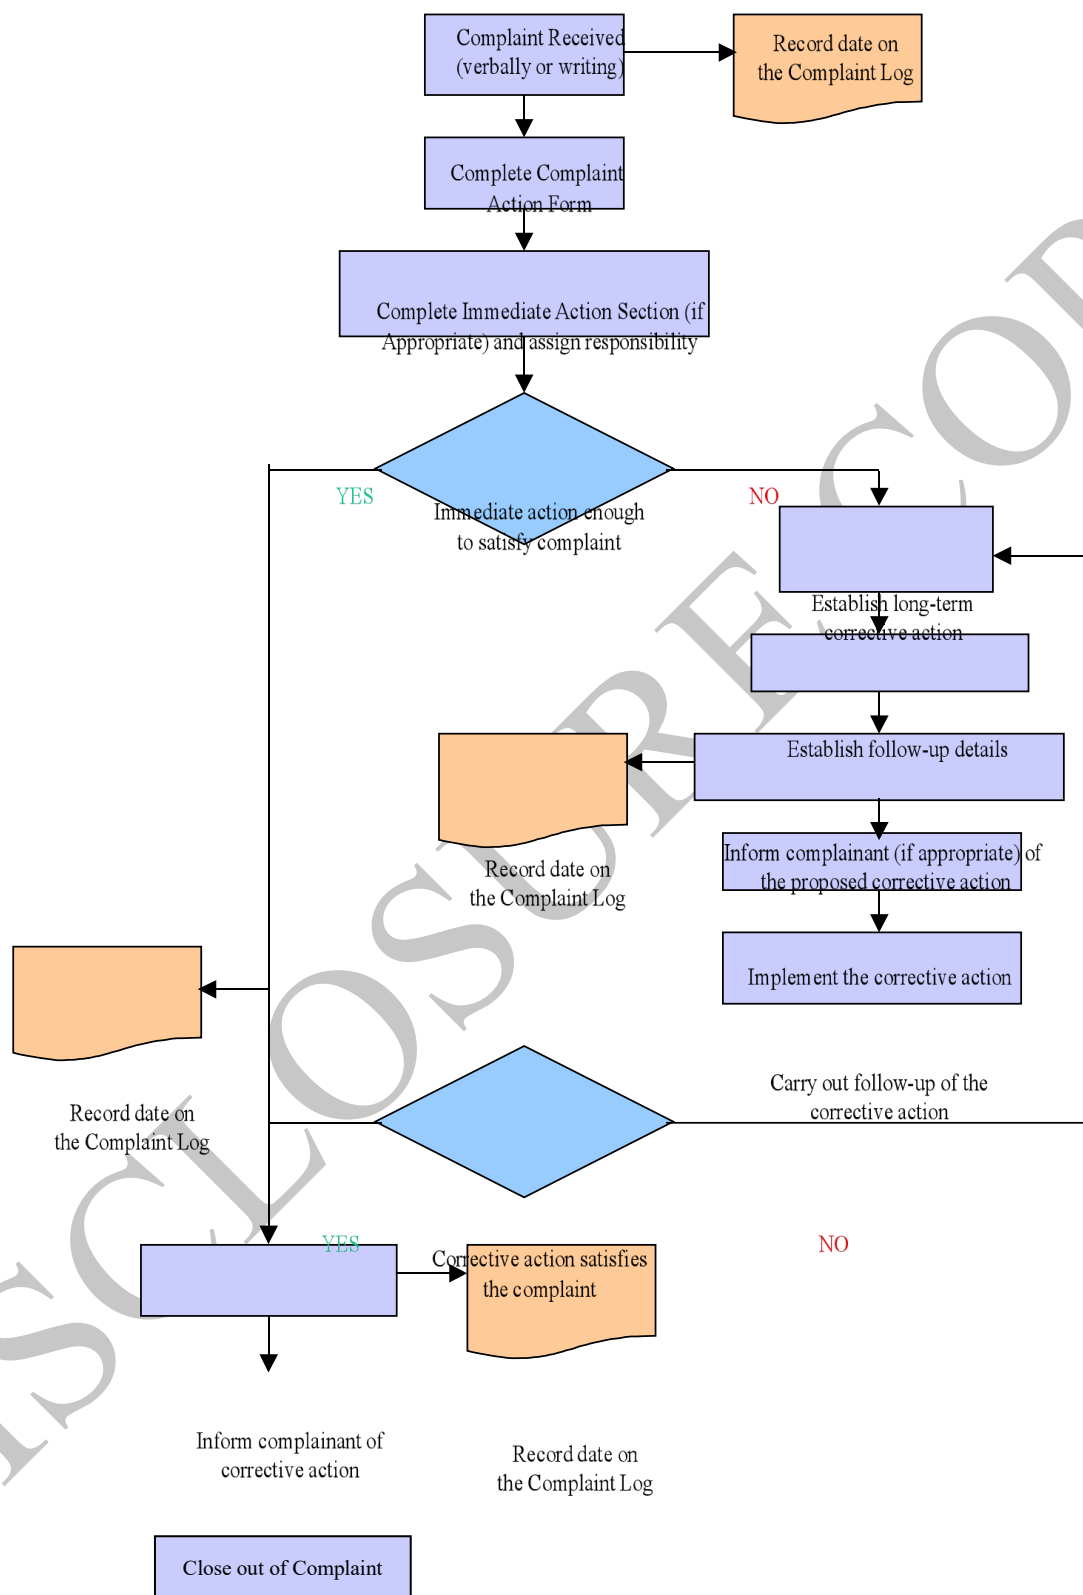 Complaint Received
(verbally or writing)
Record date on
the Complaint Log
Complete Complaint
Action Form
Complete Immediate Action Section (if
Appropriate) and assign responsibility
YES
NO
Immediate action enough
to satisfy complaint
Establish long-term
corrective action
Establish follow-up details
Inform complainant (if appropriate) of
the proposed corrective action
Record date on
the Complaint Log
Implement the corrective action
Carry out follow-up of the
corrective action
Record date on
the Complaint Log
YES
NO
Corrective action satisfies
the complaint
Inform complainant of
corrective action
Record date on
the Complaint Log
Close out of Complaint
ISCLOSURE COP